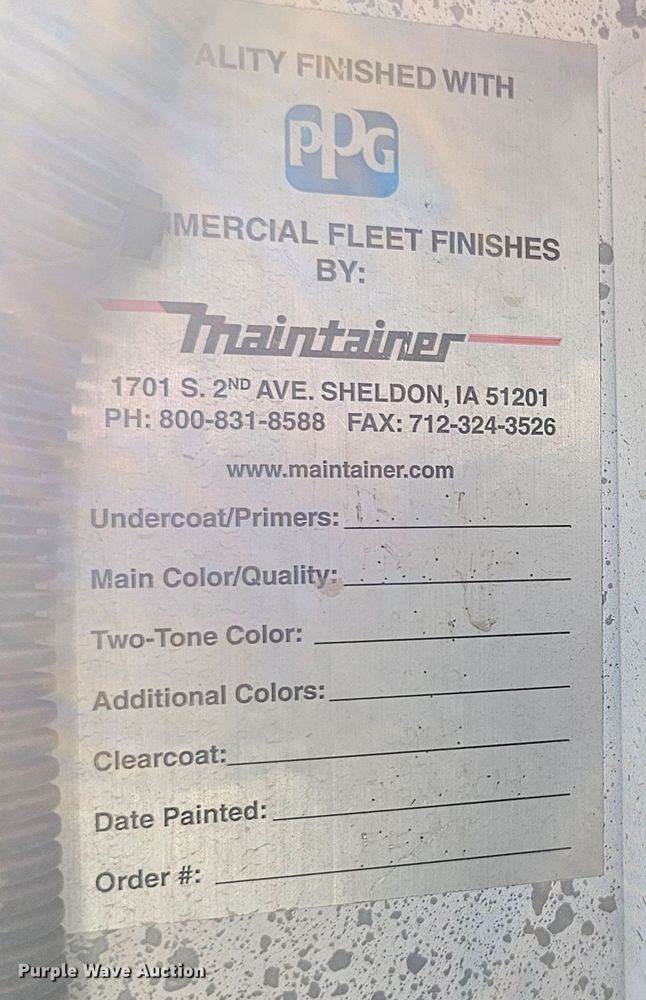 ALITY FINISHED WITH
PPG
MMERCIAL FLEET FINISHES
BY:
maintainer
1701 S. 2ND AVE. SHELDON, IA 51201
PH: 800-831-8588 FAX: 712-324-3526
www.maintainer.com
Undercoat/Primers:
Main Color/Quality:
Two-Tone Color:
Additional Colors:
Clearcoat:
Date Painted:
Order #:
Purple Wave Auction